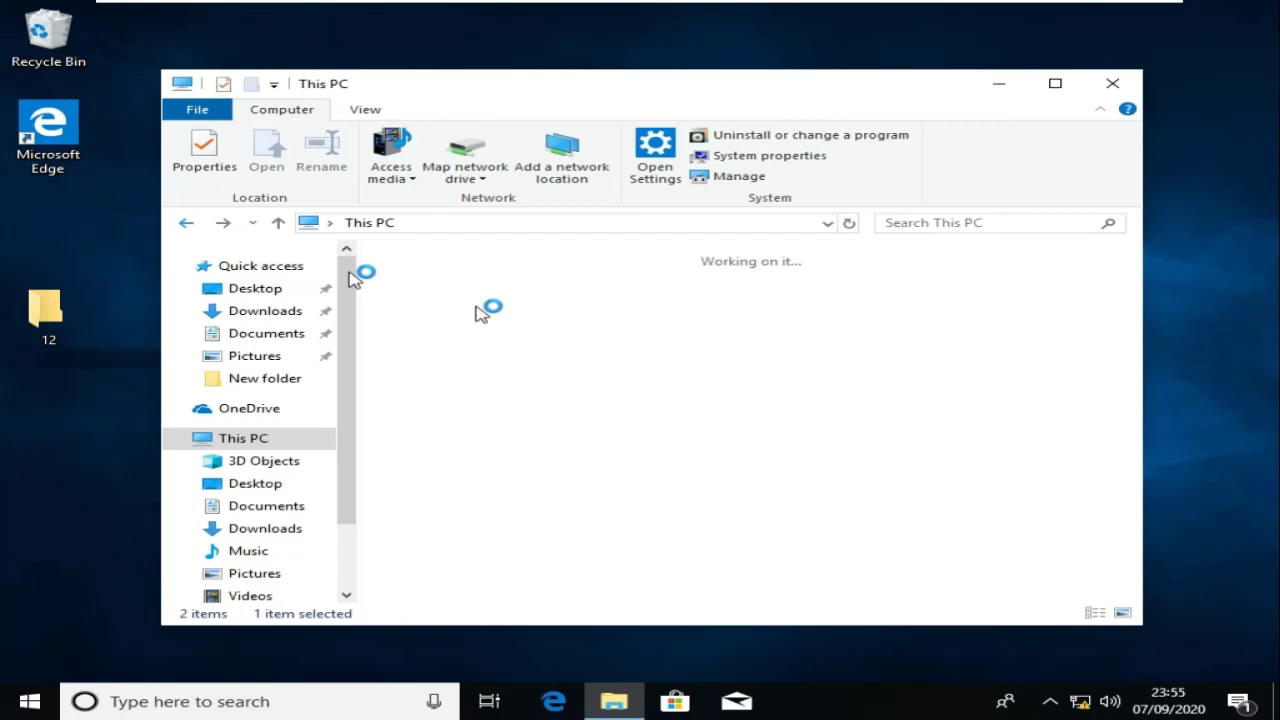 Recycle Bin
Microsoft
Edge
12
This PC
File
Computer
View
Properties
Open
Rename
Location
Access
media
Map network
drive
Add a network
location
Network
Open
Settings
Uninstall or change a program
System properties
Manage
System
This PC
Search This PC
Quick access
Desktop
Downloads
Documents
Pictures
New folder
OneDrive
This PC
3D Objects
Desktop
Documents
Downloads
Music
Pictures
Videos
Working on it...
2 items
1 item selected
Type here to search
23:55
07/09/2020
1